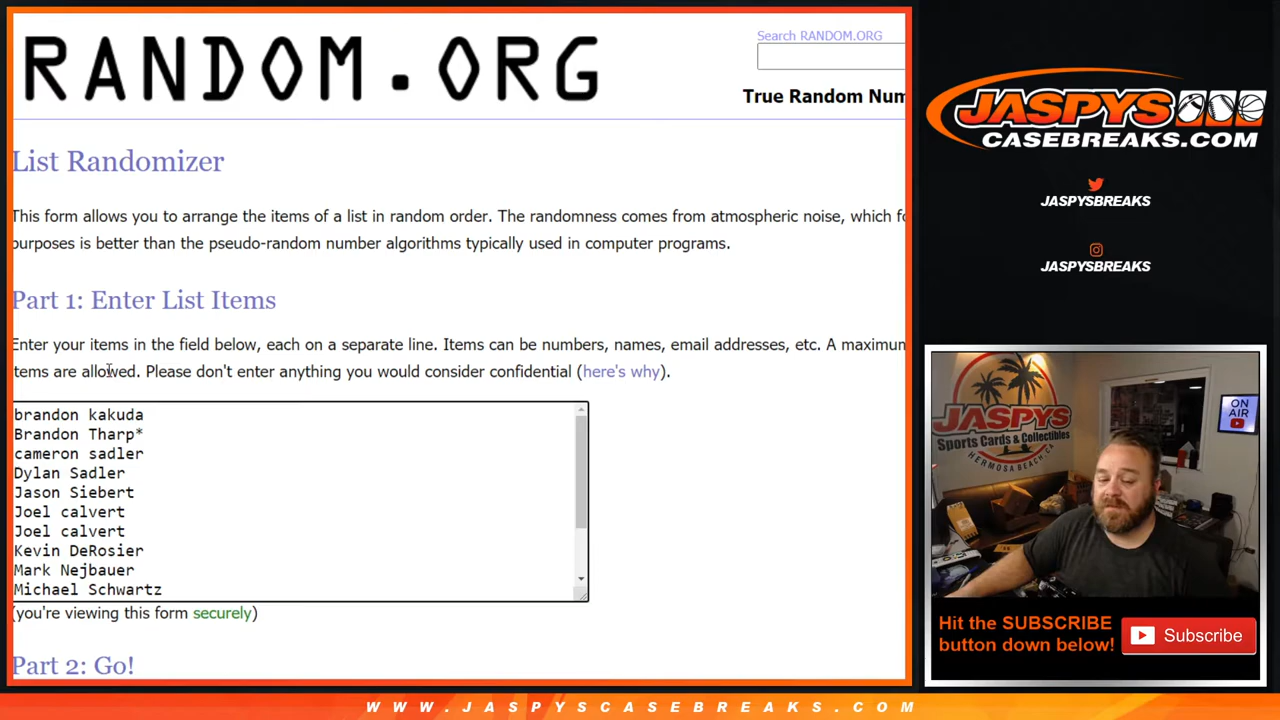 RANDOM.ORG
Search RANDOM.ORG
True Random Num
List Randomizer
This form allows you to arrange the items of a list in random order. The randomness comes from atmospheric noise, which fo
purposes is better than the pseudo-random number algorithms typically used in computer programs.
Part 1: Enter List Items
Enter your items in the field below, each on a separate line. Items can be numbers, names, email addresses, etc. A maximum
items are allowed. Please don't enter anything you would consider confidential (here's why).
brandon kakuda
Brandon Tharp*
cameron sadler
Dylan Sadler
Jason Siebert
Joel calvert
Joel calvert
Kevin DeRosier
Mark Nejbauer
Michael Schwartz
(you're viewing this form securely)
Part 2: Go!
JASPYS
CASEBREAKS.COM
JASPYSBREAKS
JASPYSBREAKS
JASPYS
Sports Cards & Collectibles
HERMOSA BEACH, CA
ON
AIR
Hit the SUBSCRIBE
button down below!
Subscribe
WWW.JASPYSCASEBREAKS.COM